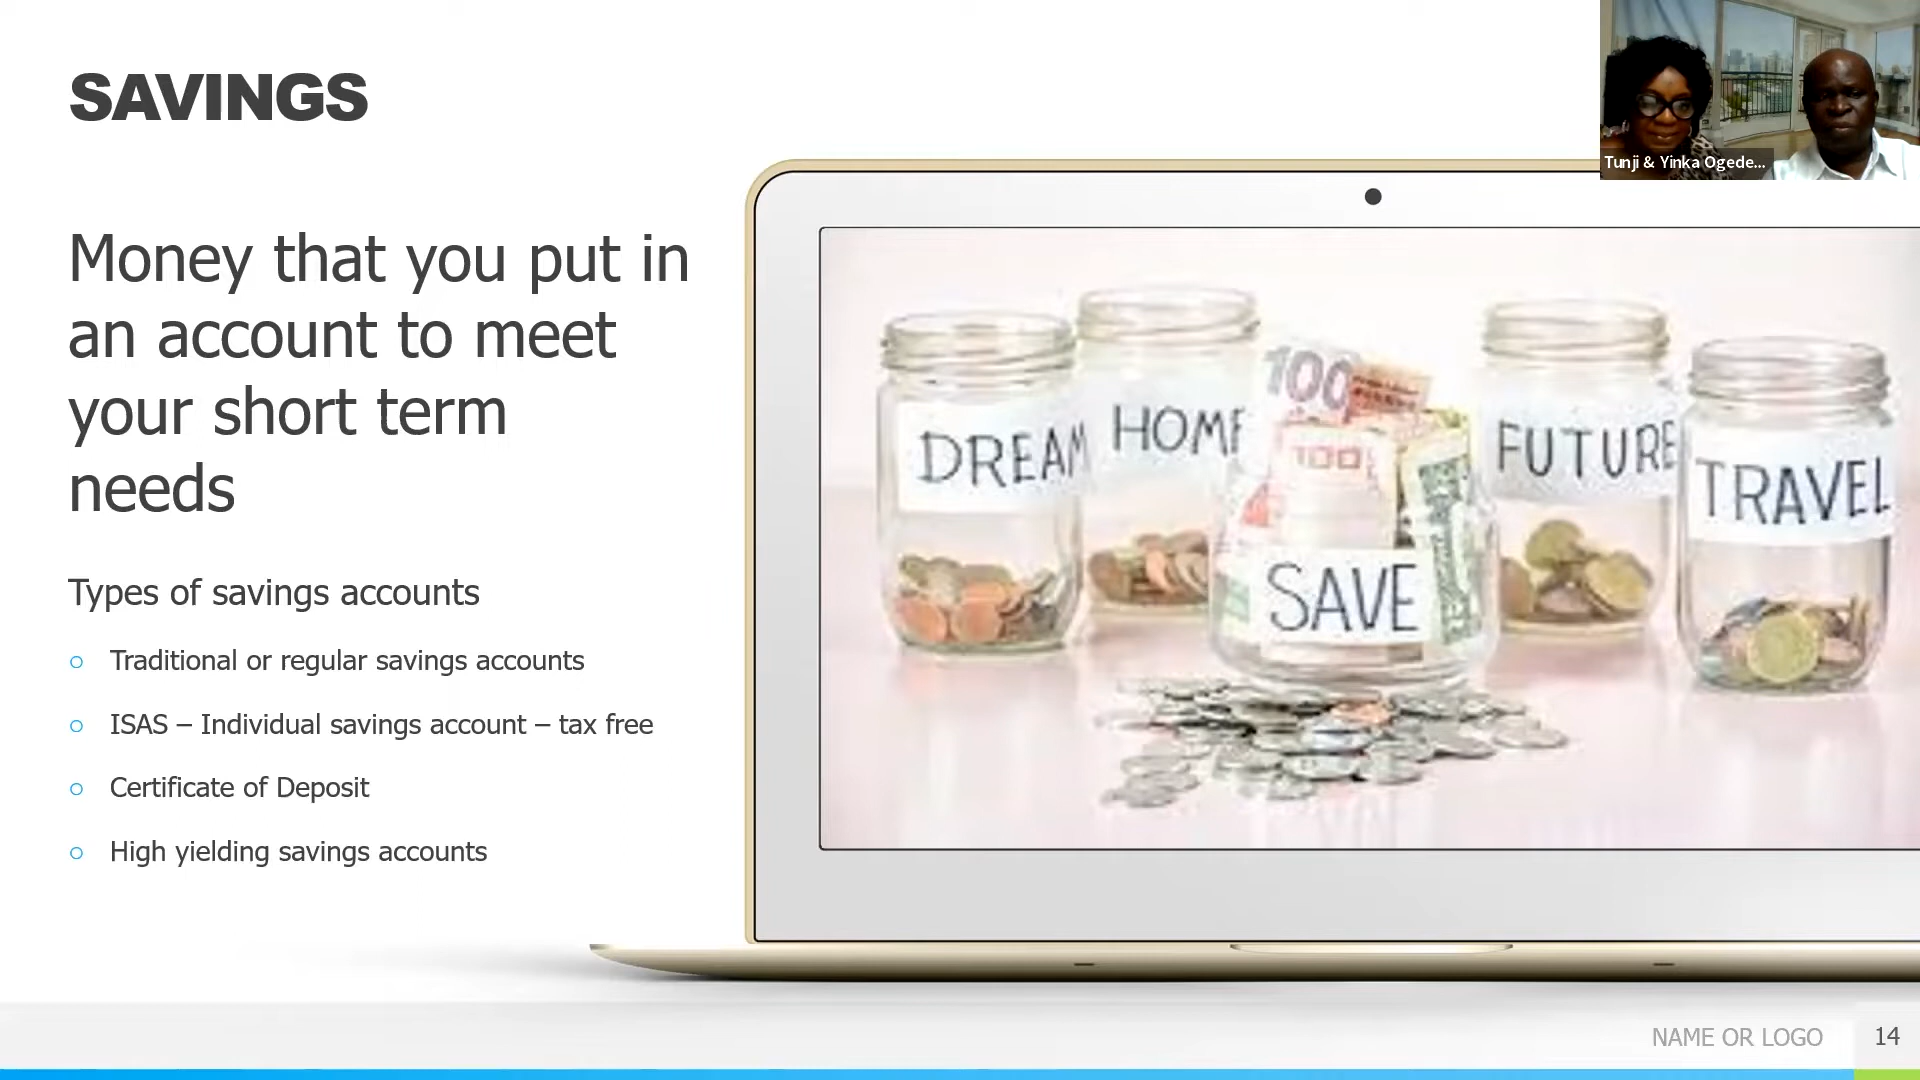 SAVINGS
Tunji & Yinka Ogede...
Money that you put in
an account to meet
your short term
needs
Types of savings accounts
○ Traditional or regular savings accounts
○ ISAS – Individual savings account – tax free
○ Certificate of Deposit
○ High yielding savings accounts
DREAM
HOME
100
100
FUTURE
TRAVEL
SAVE
NAME OR LOGO
14